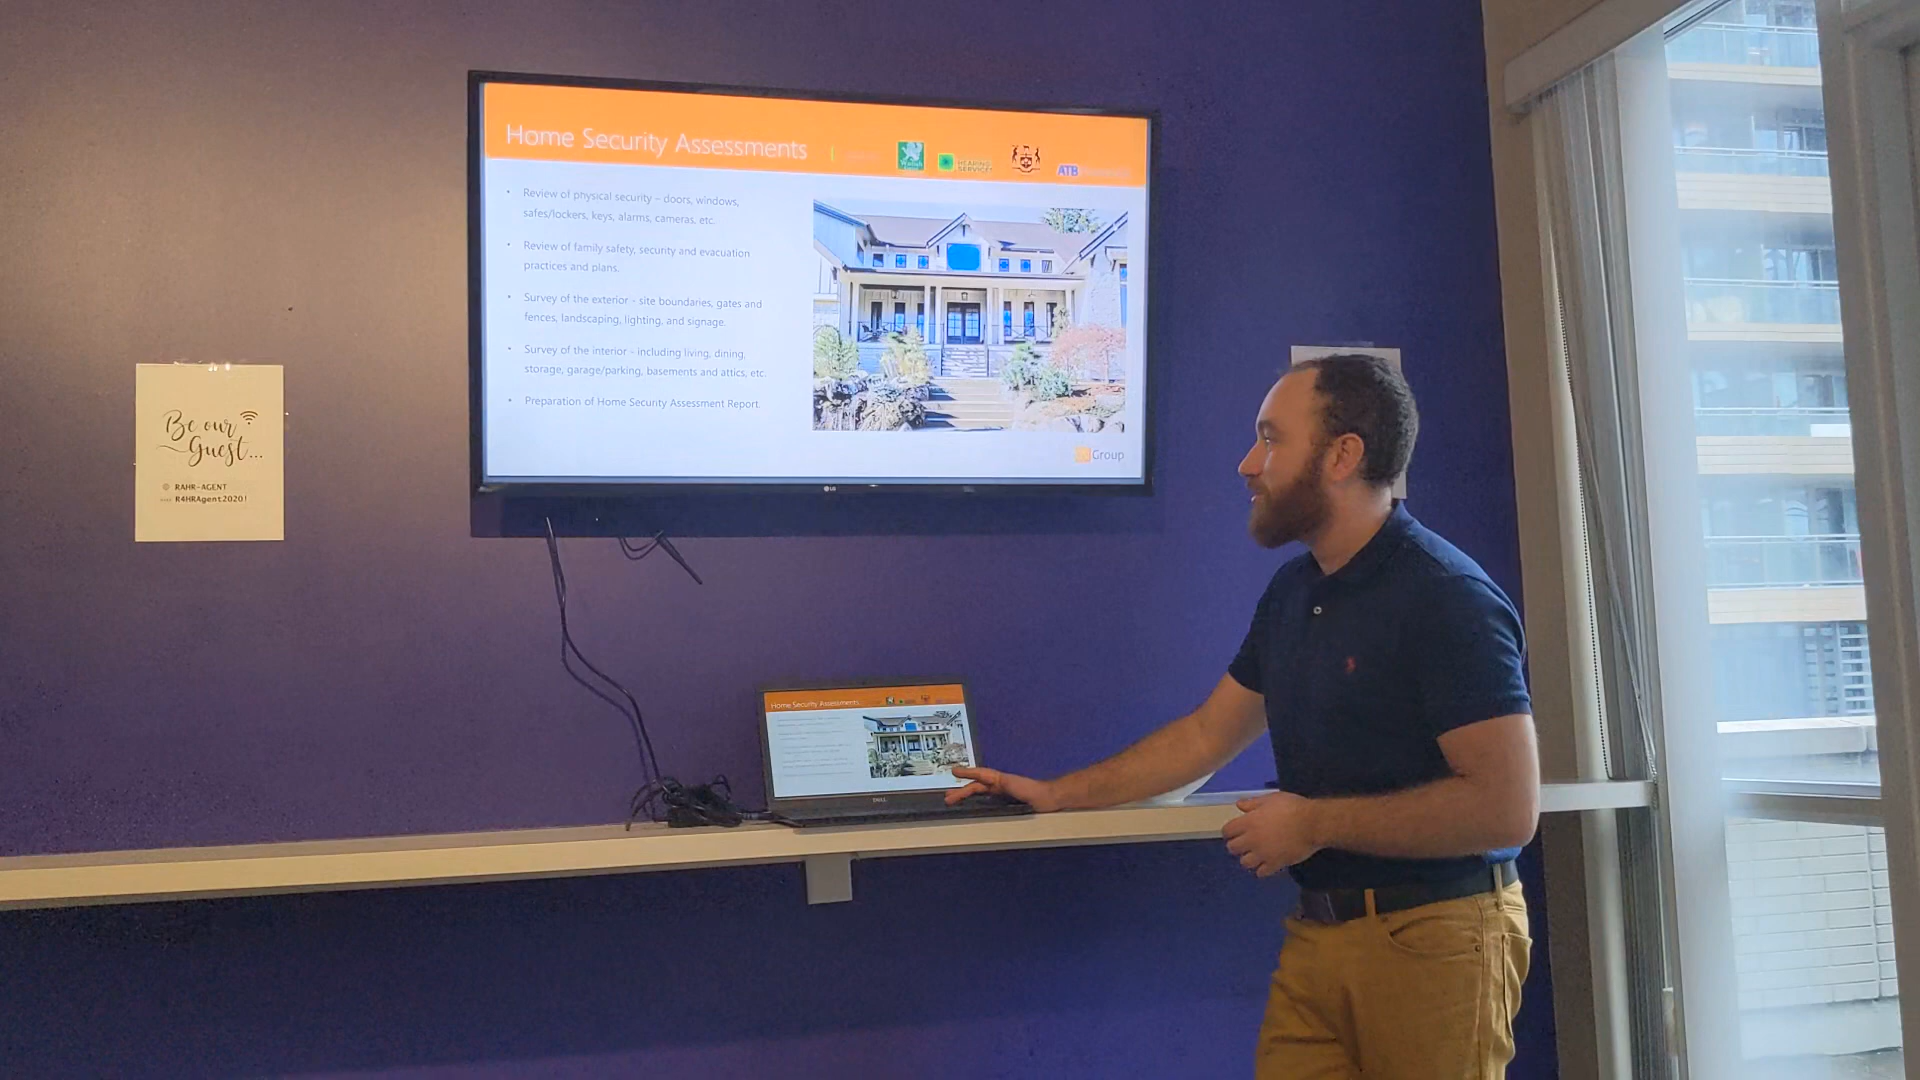 Home Security Assessments
HEARING
SERVICES
ATB
• Review of physical security – doors, windows,
safes/lockers, keys, alarms, cameras, etc.
• Review of family safety, security and evacuation
practices and plans.
• Survey of the exterior - site boundaries, gates and
fences, landscaping, lighting, and signage.
• Survey of the interior - including living, dining,
storage, garage/parking, basements and attics, etc.
• Preparation of Home Security Assessment Report.
Group
LG
Be our
Guest...
RAHR-AGENT
R4HRAgent2020!
Home Security Assessments
DELL